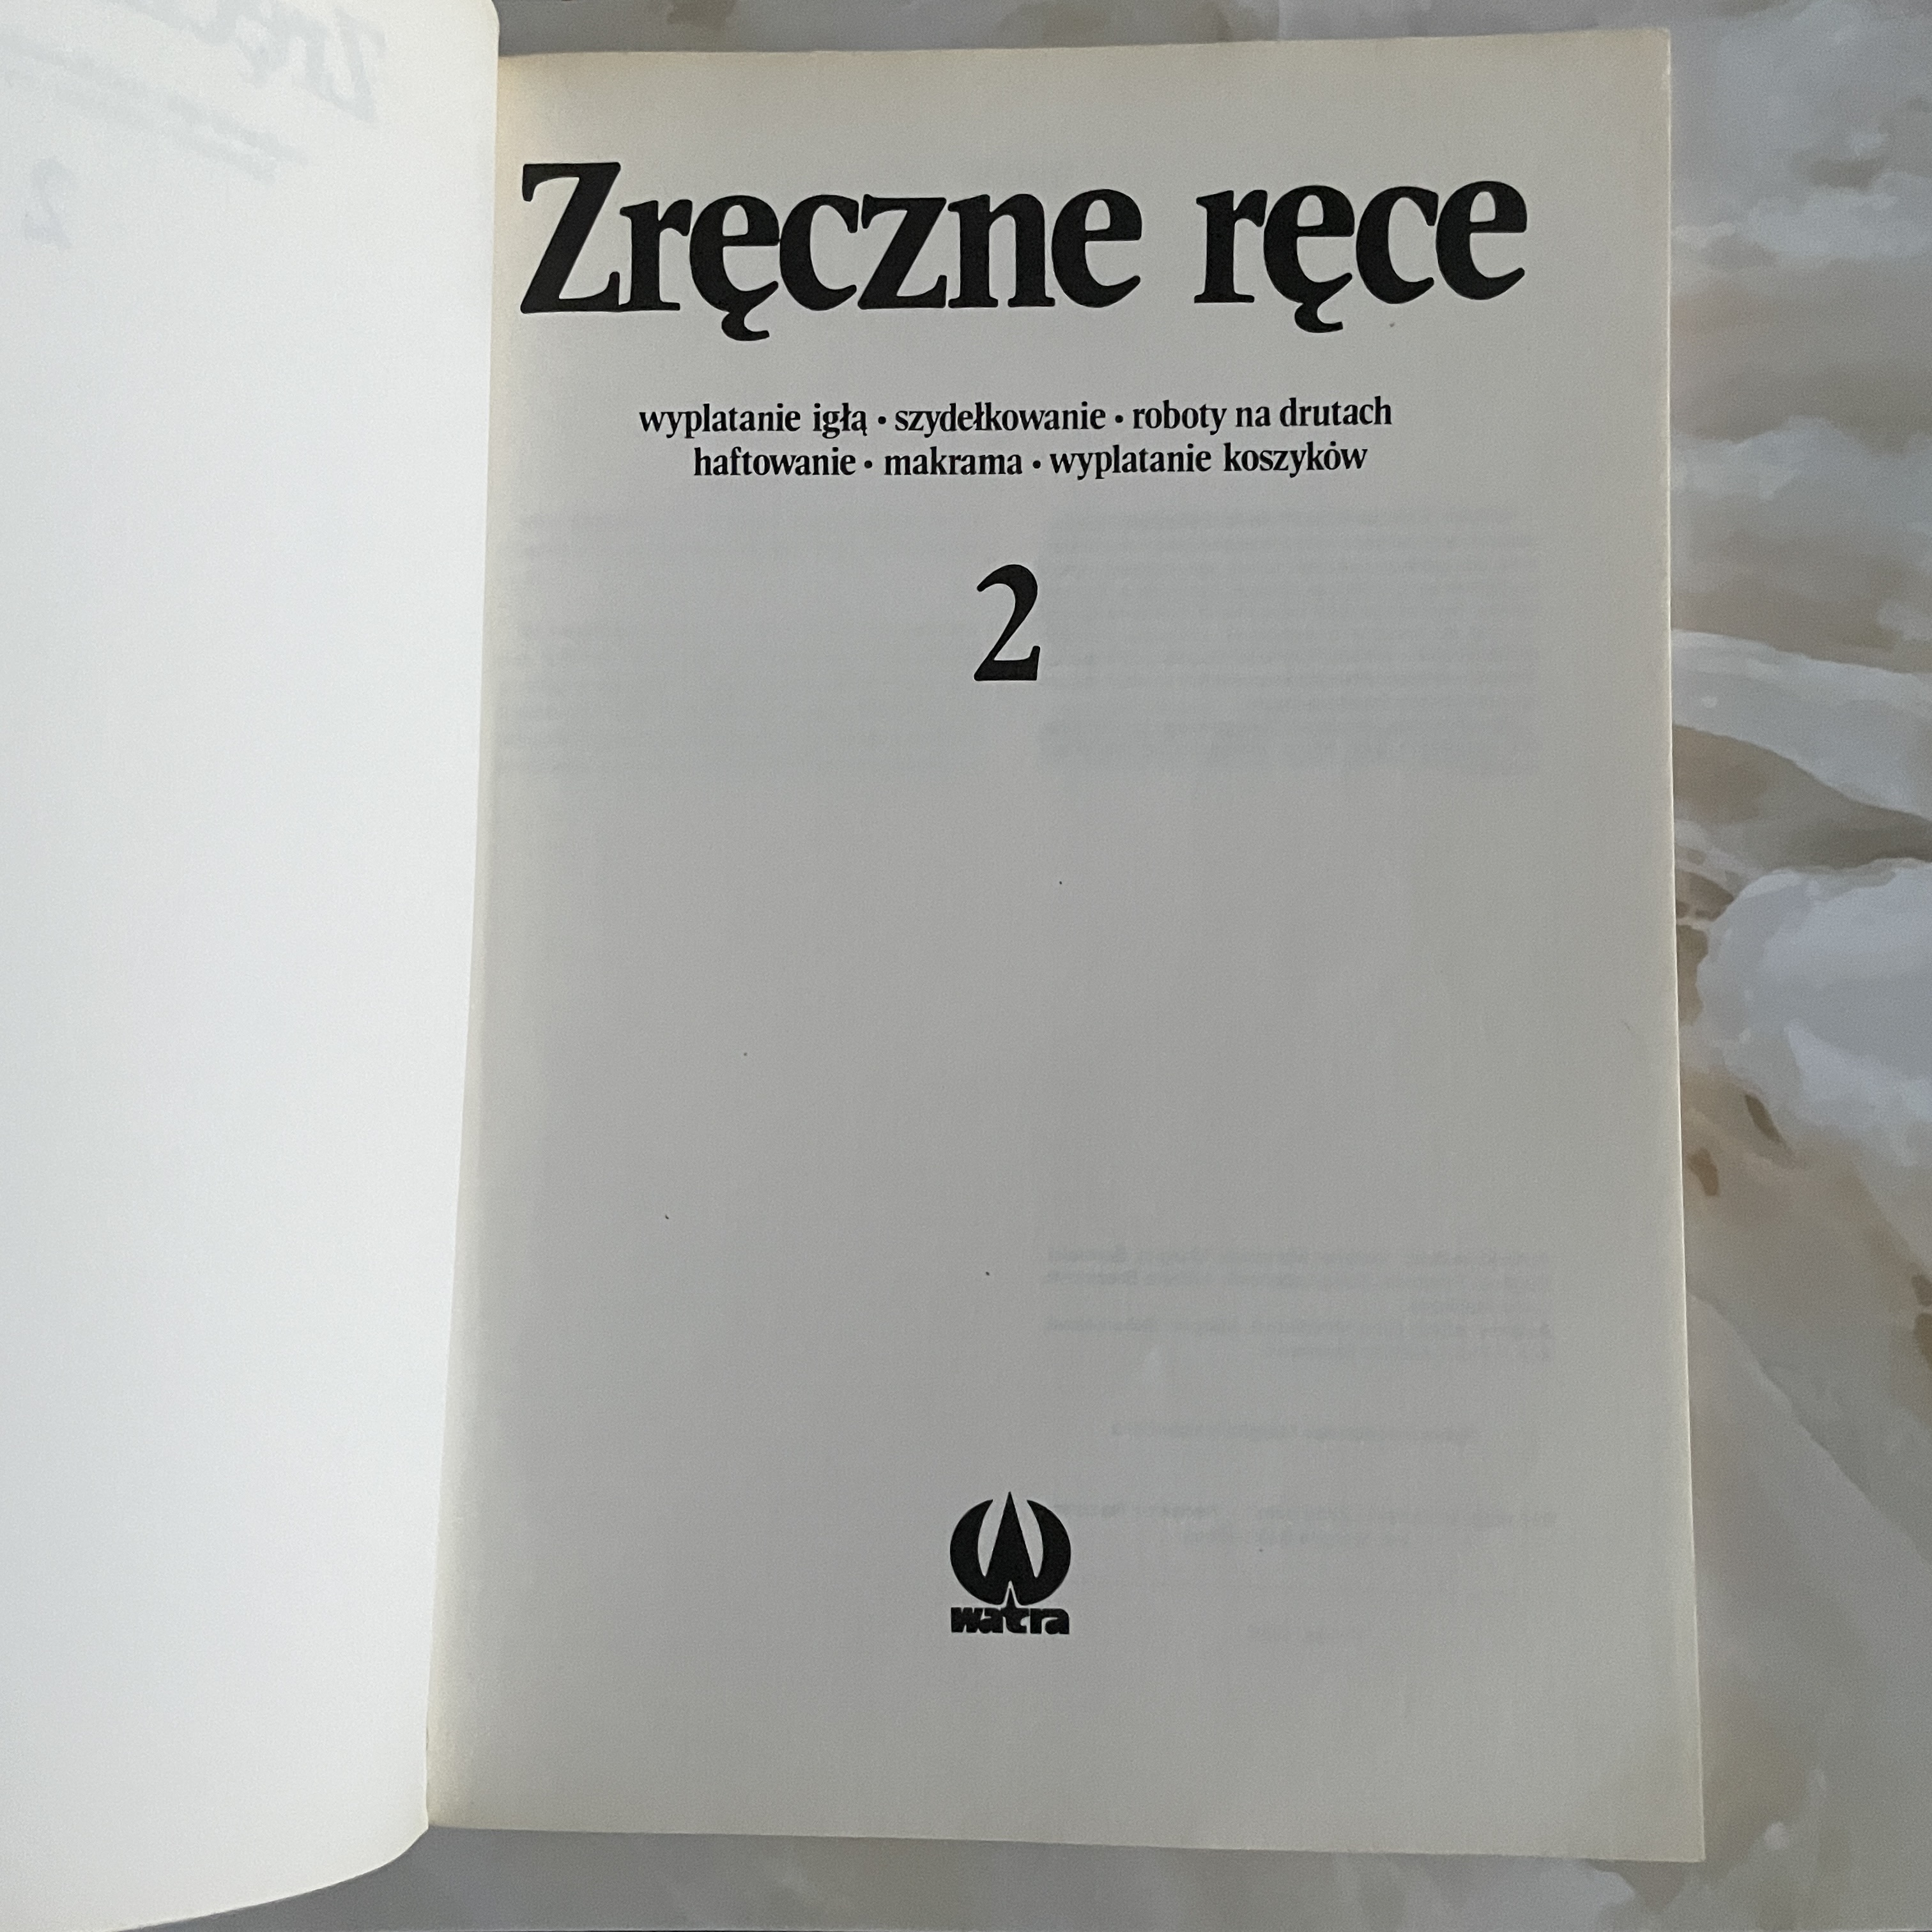 Zręczne ręce
wyplatanie igłą • szydełkowanie • roboty na drutach
haftowanie • makrama • wyplatanie koszyków
2
watra